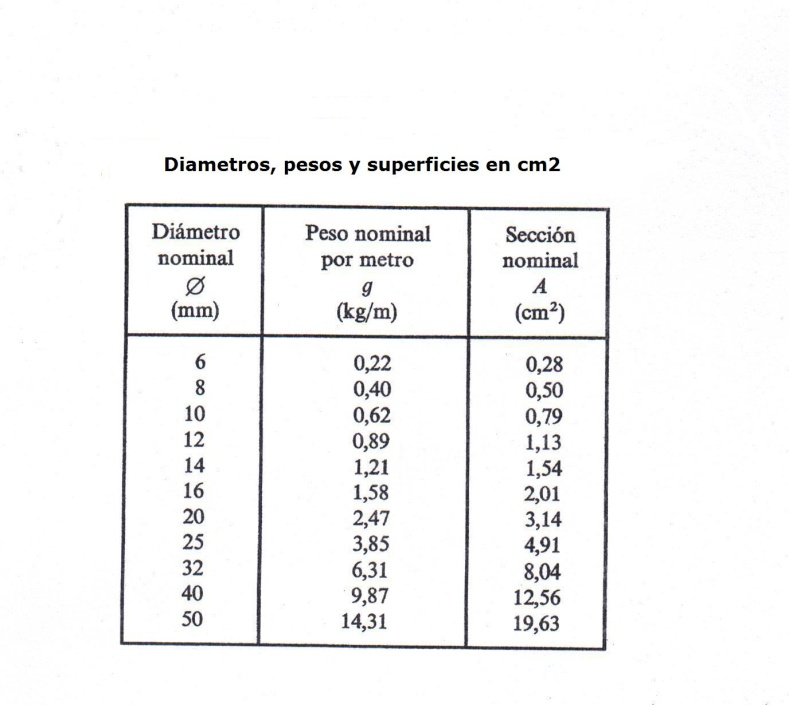 Diametros, pesos y superficies en cm2
Diámetro nominal Ø (mm) Peso nominal por metro g (kg/m) Sección nominal A (cm²)
6 0,22 0,28
8 0,40 0,50
10 0,62 0,79
12 0,89 1,13
14 1,21 1,54
16 1,58 2,01
20 2,47 3,14
25 3,85 4,91
32 6,31 8,04
40 9,87 12,56
50 14,31 19,63